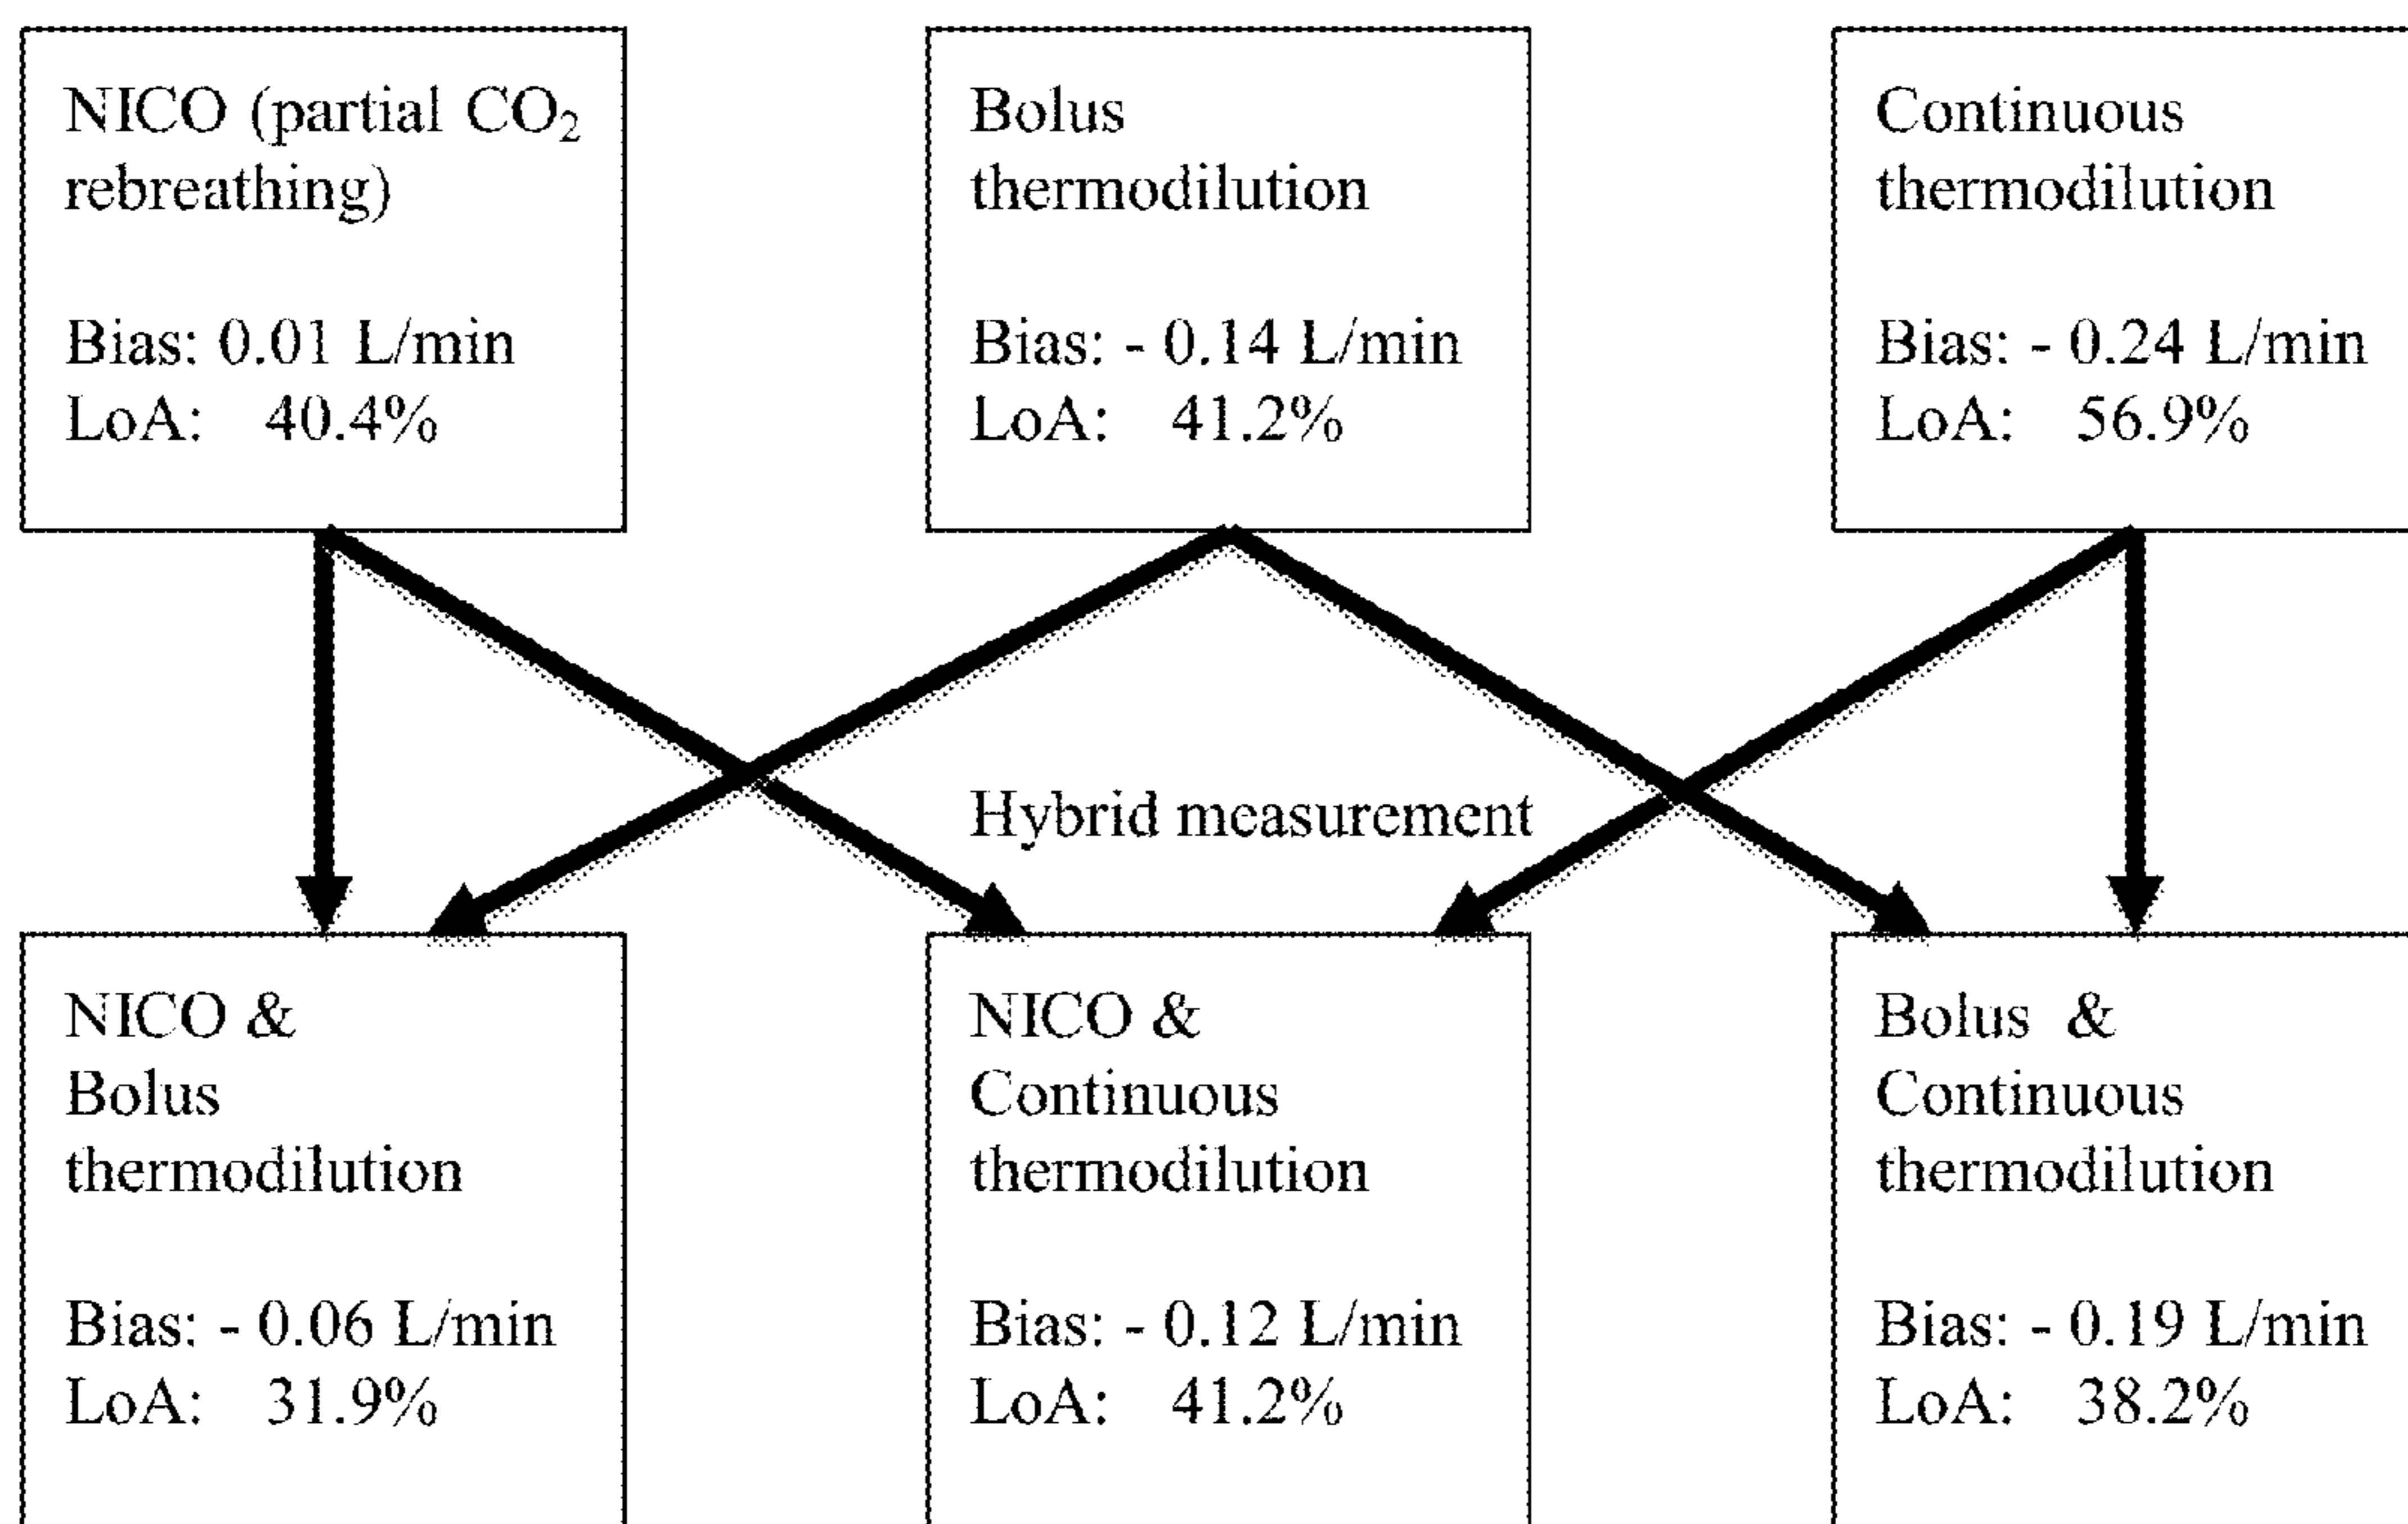 NICO (partial CO₂
rebreathing)
Bias: 0.01 L/min
LoA: 40.4%
Bolus
thermodilution
Bias: - 0.14 L/min
LoA: 41.2%
Continuous
thermodilution
Bias: - 0.24 L/min
LoA: 56.9%
Hybrid measurement
NICO &
Bolus
thermodilution
Bias: - 0.06 L/min
LoA: 31.9%
NICO &
Continuous
thermodilution
Bias: - 0.12 L/min
LoA: 41.2%
Bolus &
Continuous
thermodilution
Bias: - 0.19 L/min
LoA: 38.2%